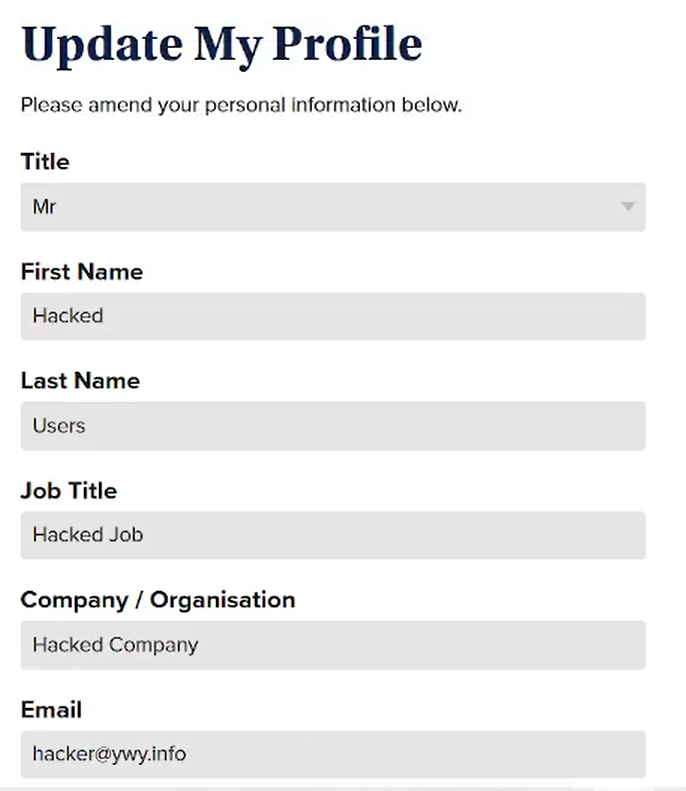 Update My Profile
Please amend your personal information below.
Title
Mr
First Name
Hacked
Last Name
Users
Job Title
Hacked Job
Company / Organisation
Hacked Company
Email
hacker@ywy.info